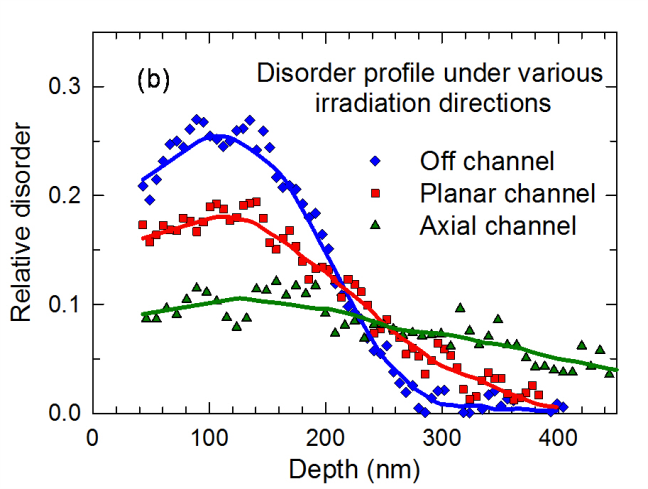 (b)
Disorder profile under various
irradiation directions
Off channel
Planar channel
Axial channel
Relative disorder
0.3
0.2
0.1
0.0
0
100
200
300
400
Depth (nm)